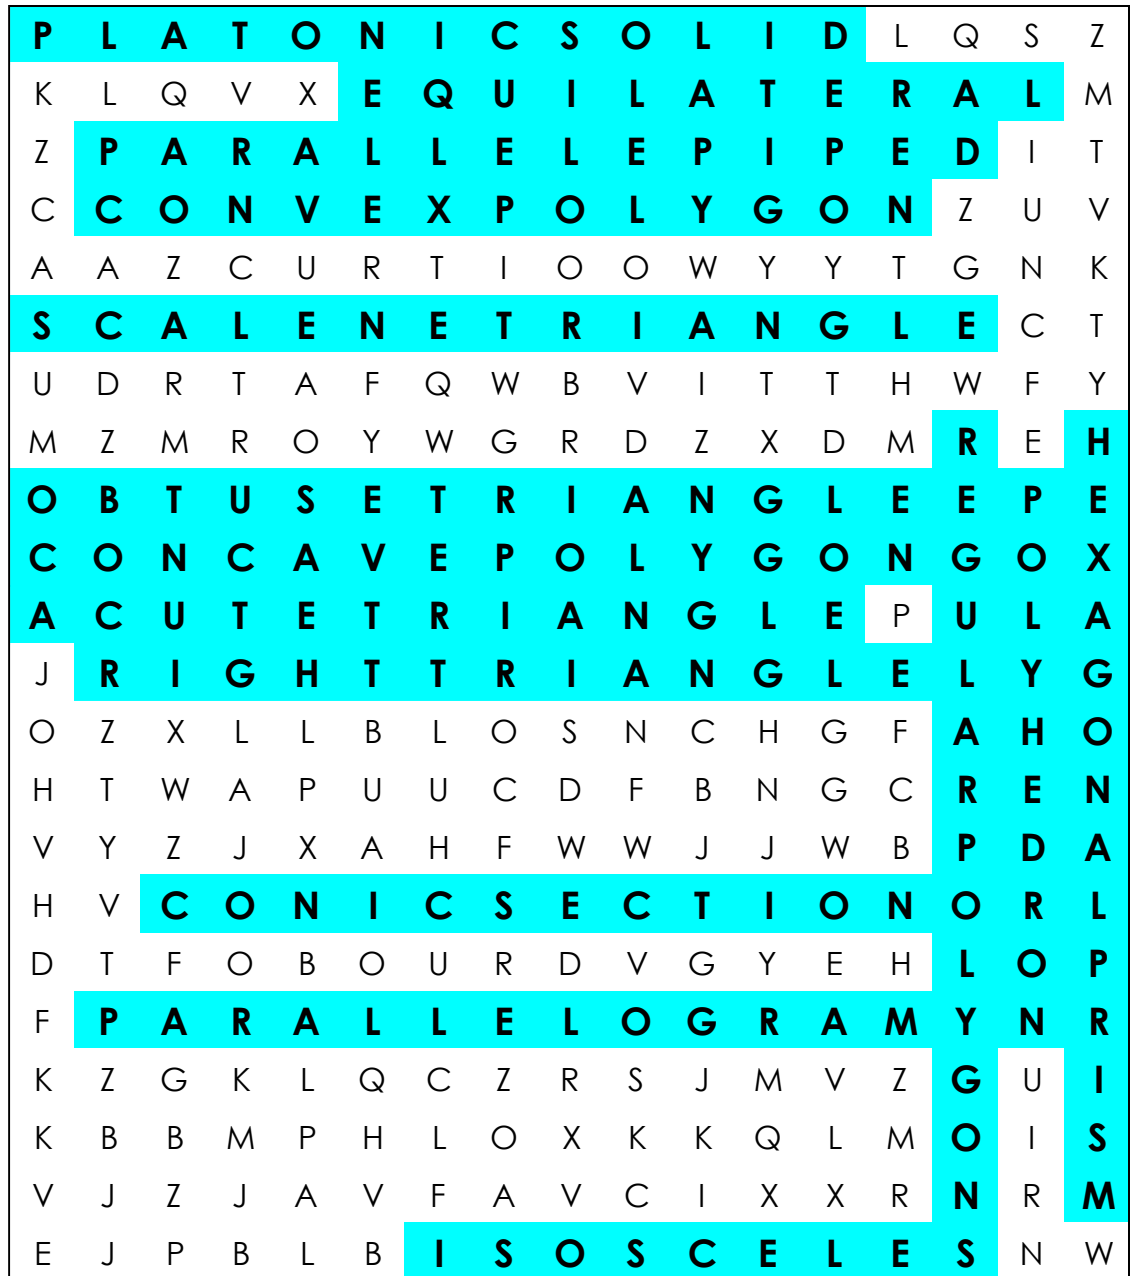 P L A T O N I C S O L I D L Q S Z
K L Q V X E Q U I L A T E R A L M
Z P A R A L L E L E P I P E D I T
C C O N V E X P O L Y G O N Z U V
A A Z C U R T I O O W Y Y T G N K
S C A L E N E T R I A N G L E C T
U D R T A F Q W B V I T T H W F Y
M Z M R O Y W G R D Z X D M R E H
O B T U S E T R I A N G L E E P E
C O N C A V E P O L Y G O N G O X
A C U T E T R I A N G L E P U L A
J R I G H T T R I A N G L E L Y G
O Z X L L B L O S N C H G F A H O
H T W A P U U C D F B N G C R E N
V Y Z J X A H F W W J J W B P D A
H V C O N I C S E C T I O N O R L
D T F O B O U R D V G Y E H L O P
F P A R A L L E L O G R A M Y N R
K Z G K L Q C Z R S J M V Z G U I
K B B M P H L O X K K Q L M O I S
V J Z J A V F A V C I X X R N R M
E J P B L B I S O S C E L E S N W